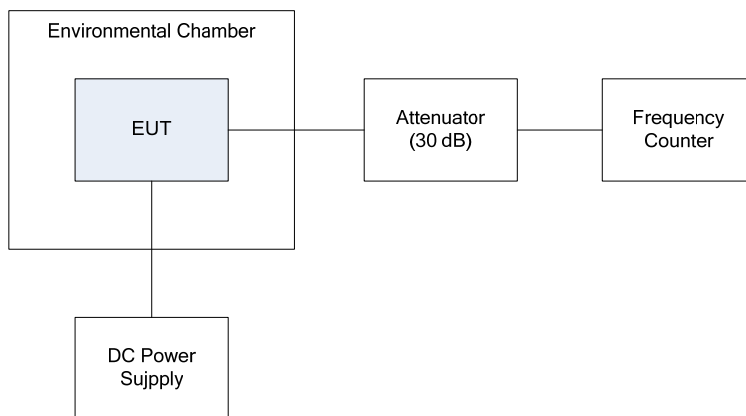 Environmental Chamber
EUT
Attenuator
(30 dB)
Frequency
Counter
DC Power
Sujpply